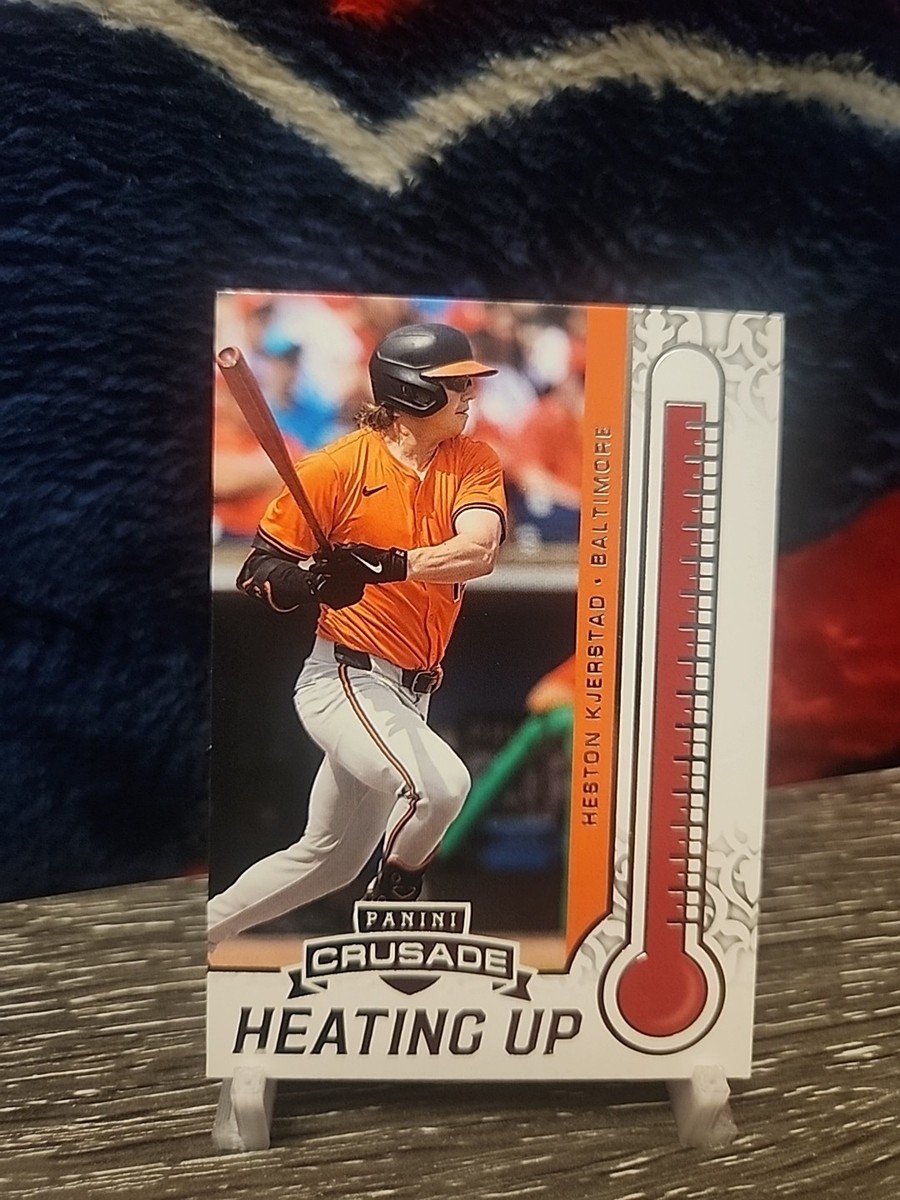 HESTON KJERSTAD • BALTIMORE
PANINI
CRUSADE
HEATING UP